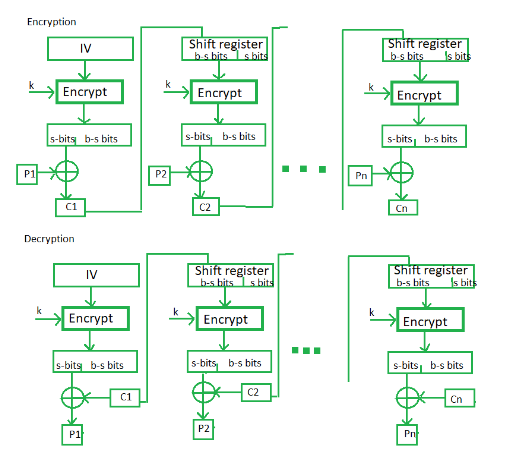 Encryption
IV
Shift register
b-s bits s bits
Shift register
b-s bits s bits
k
Encrypt
k
Encrypt
k
Encrypt
s-bits b-s bits
s-bits b-s bits
s-bits b-s bits
P1
P2
Pn
C1
C2
Cn
Decryption
IV
Shift register
b-s bits s bits
Shift register
b-s bits s bits
k
Encrypt
k
Encrypt
k
Encrypt
s-bits b-s bits
s-bits b-s bits
s-bits b-s bits
C1
C2
Cn
P1
P2
Pn